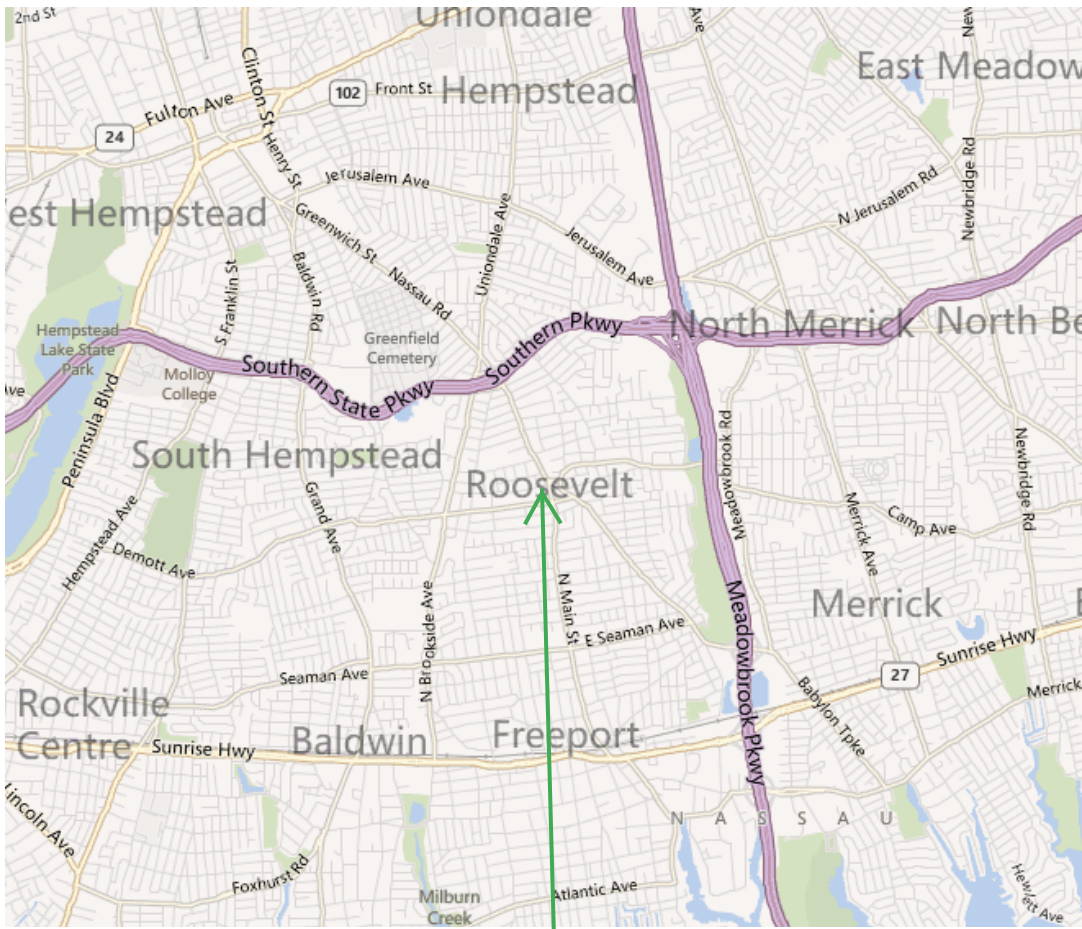 2nd St
Uniondale
Ave
New
East Meadow
Clinton St
102
Front St
Hempstead
Fulton Ave
24
Henry St
Jerusalem Ave
Newbridge Rd
N Jerusalem Rd
est Hempstead
Greenwich St
Uniondale Ave
Jerusalem Ave
Nassau Rd
Baldwin Rd
S Franklin St
Hempstead
Lake State
Park
Greenfield
Cemetery
Southern Pkwy
North Merrick
North Be
Molloy
College
Southern State Pkwy
Ave
Peninsula Blvd
South Hempstead
Roosevelt
Meadowbrook Rd
Newbridge Rd
Grand Ave
Merrick Ave
Camp Ave
Hempstead Ave
Demott Ave
N Main St
E Seaman Ave
N Brookside Ave
Meadowbrook Pkwy
Merrick
Sunrise Hwy
27
Seaman Ave
Babylon Tpke
Merrick
Rockville
Centre
Sunrise Hwy
Baldwin
Freeport
NASSAU
Lincoln Ave
Foxhurst Rd
Milburn
Creek
Atlantic Ave
Hewlett Ave